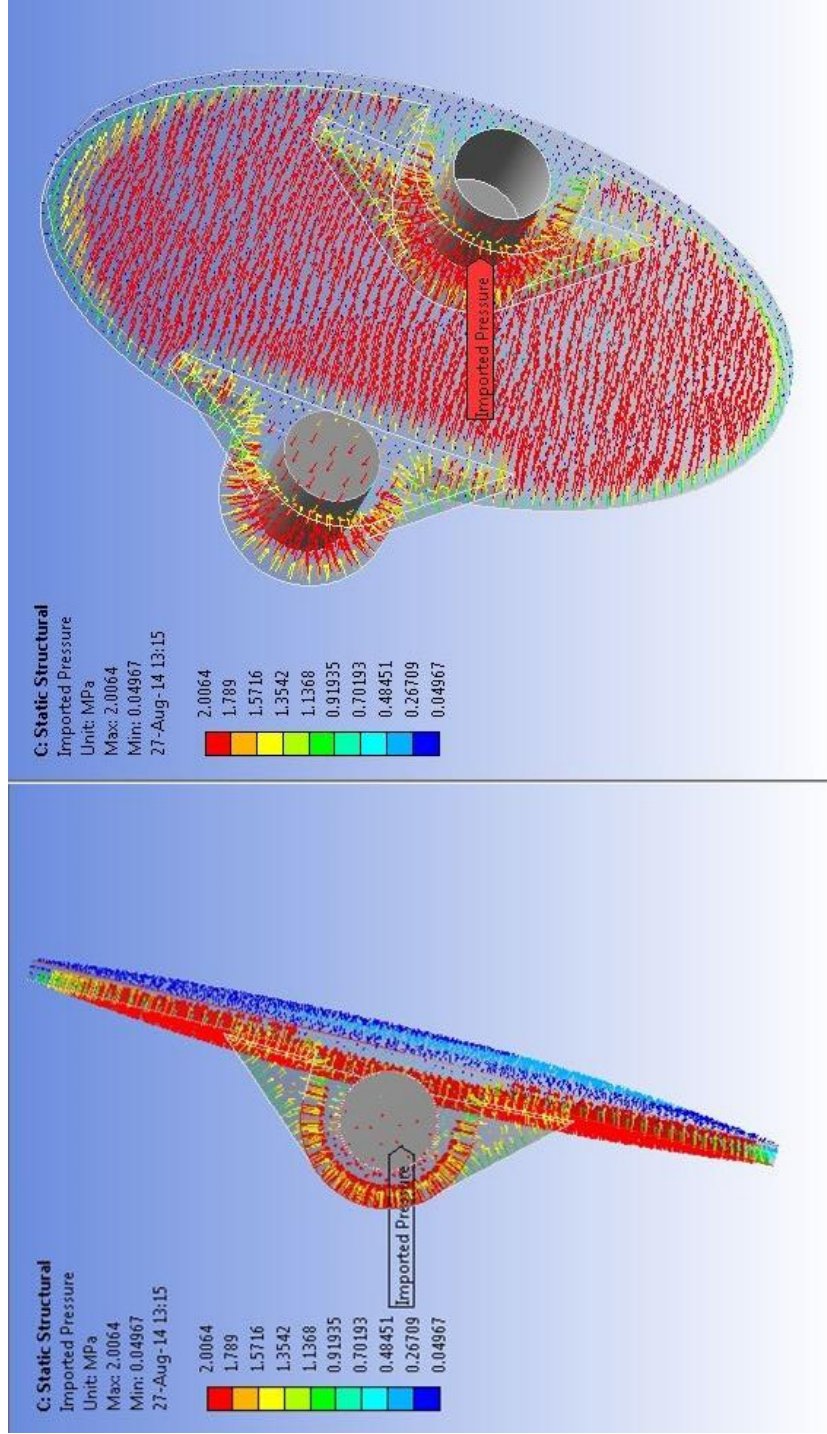 C: Static Structural
Imported Pressure
Unit: MPa
Max: 2.0064
Min: 0.04967
27-Aug-14 13:15
2.0064
1.789
1.5716
1.3542
1.1368
0.91935
0.70193
0.48451
0.26709
0.04967
Imported Pressure
C: Static Structural
Imported Pressure
Unit: MPa
Max: 2.0064
Min: 0.04967
27-Aug-14 13:15
2.0064
1.789
1.5716
1.3542
1.1368
0.91935
0.70193
0.48451
0.26709
0.04967
Imported Pressure